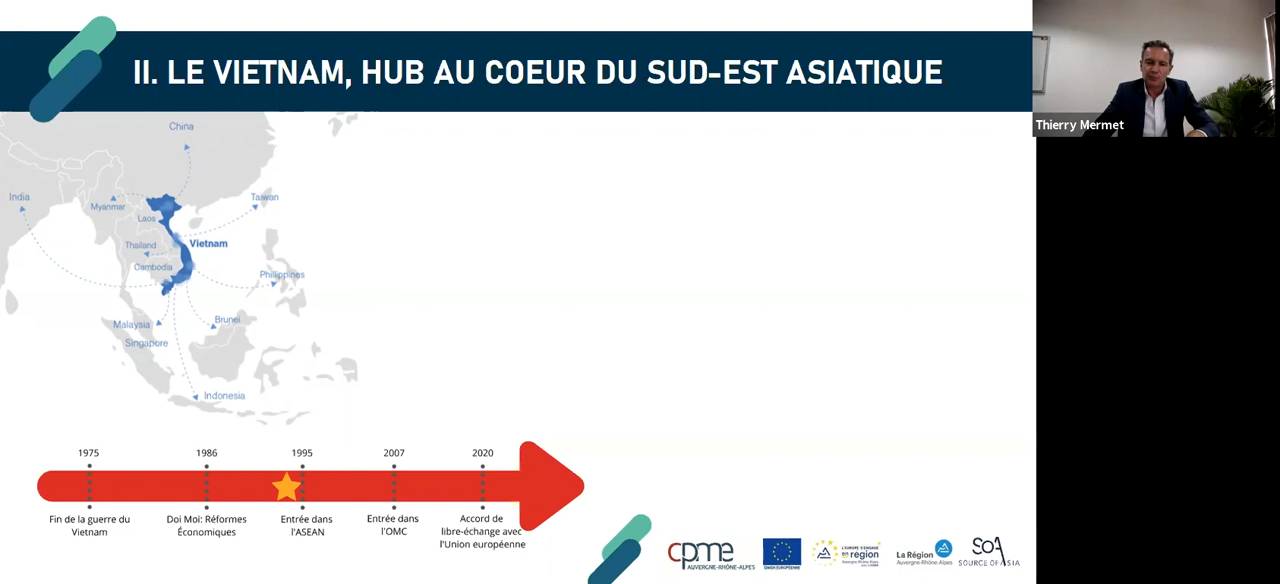 II. LE VIETNAM, HUB AU COEUR DU SUD-EST ASIATIQUE
Thierry Mermet
China
India
Myanmar
Taiwan
Laos
Thailand
Vietnam
Cambodia
Philippines
Malaysia
Brunei
Singapore
Indonesia
1975
1986
1995
2007
2020
Fin de la guerre du
Vietnam
Doi Moi: Réformes
Économiques
Entrée dans
l'ASEAN
Entrée dans
l'OMC
Accord de
libre-échange avec
l'Union européenne
cpme
AUVERGNE-RHÔNE-ALPES
UNION EUROPÉENNE
L'EUROPE S'ENGAGE
en région
Auvergne-Rhône-Alpes
La Région
Auvergne-Rhône-Alpes
SOA
SOURCE OF ASIA